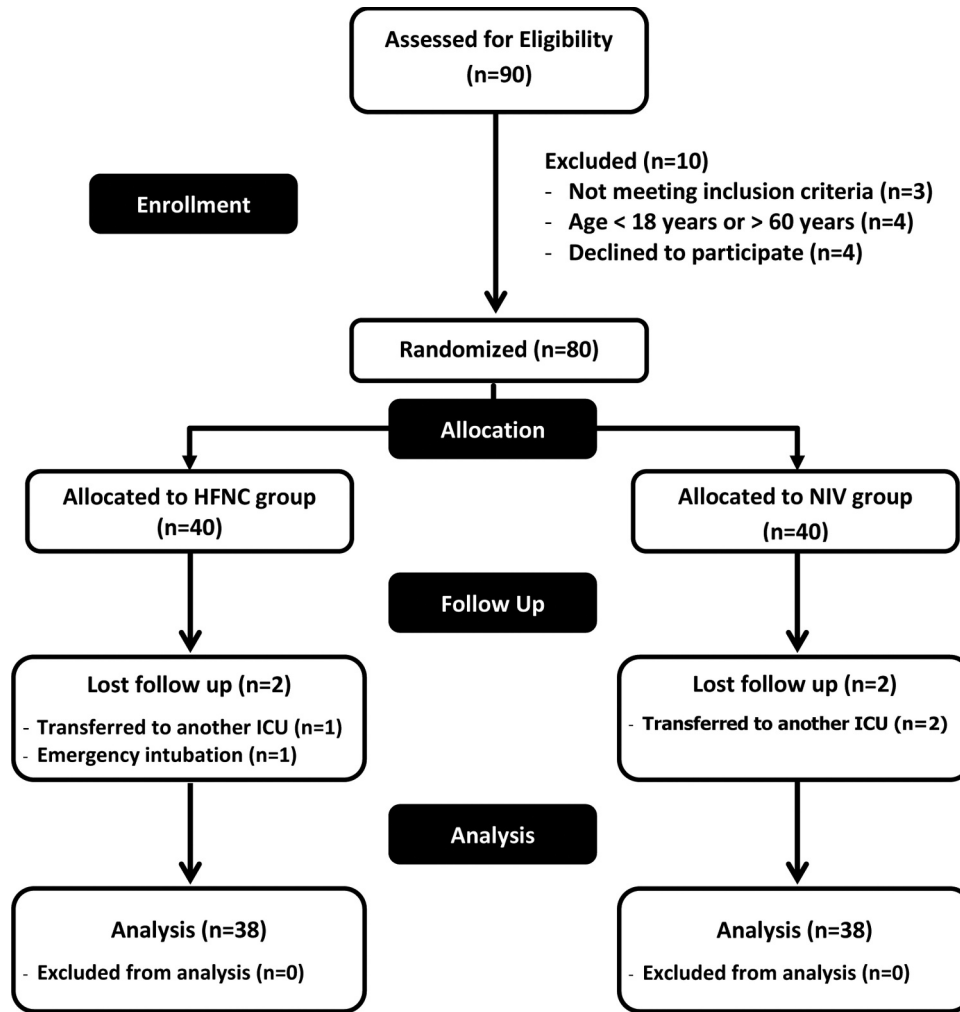 Assessed for Eligibility
(n=90)
Excluded (n=10)
- Not meeting inclusion criteria (n=3)
- Age < 18 years or > 60 years (n=4)
- Declined to participate (n=4)
Enrollment
Randomized (n=80)
Allocation
Allocated to HFNC group
(n=40)
Allocated to NIV group
(n=40)
Follow Up
Lost follow up (n=2)
- Transferred to another ICU (n=1)
- Emergency intubation (n=1)
Lost follow up (n=2)
- Transferred to another ICU (n=2)
Analysis
Analysis (n=38)
- Excluded from analysis (n=0)
Analysis (n=38)
- Excluded from analysis (n=0)